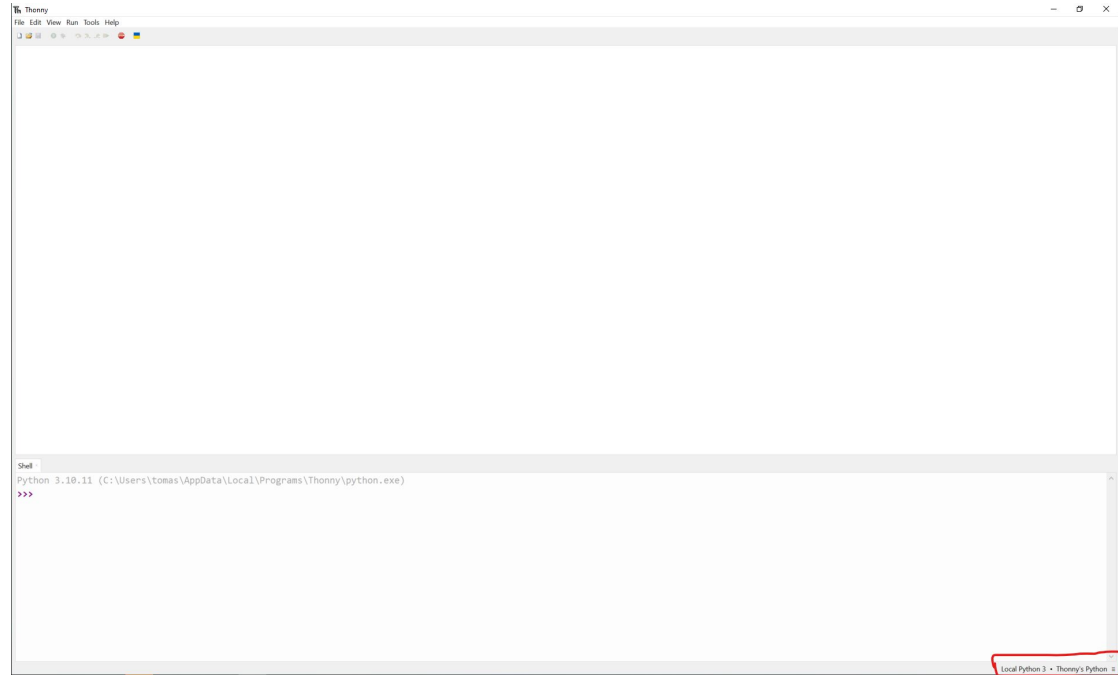 Thonny
File Edit View Run Tools Help
Shell
Python 3.10.11 (C:\Users\tomas\AppData\Local\Programs\Thonny\python.exe)
>>>
Local Python 3 • Thonny's Python ≡